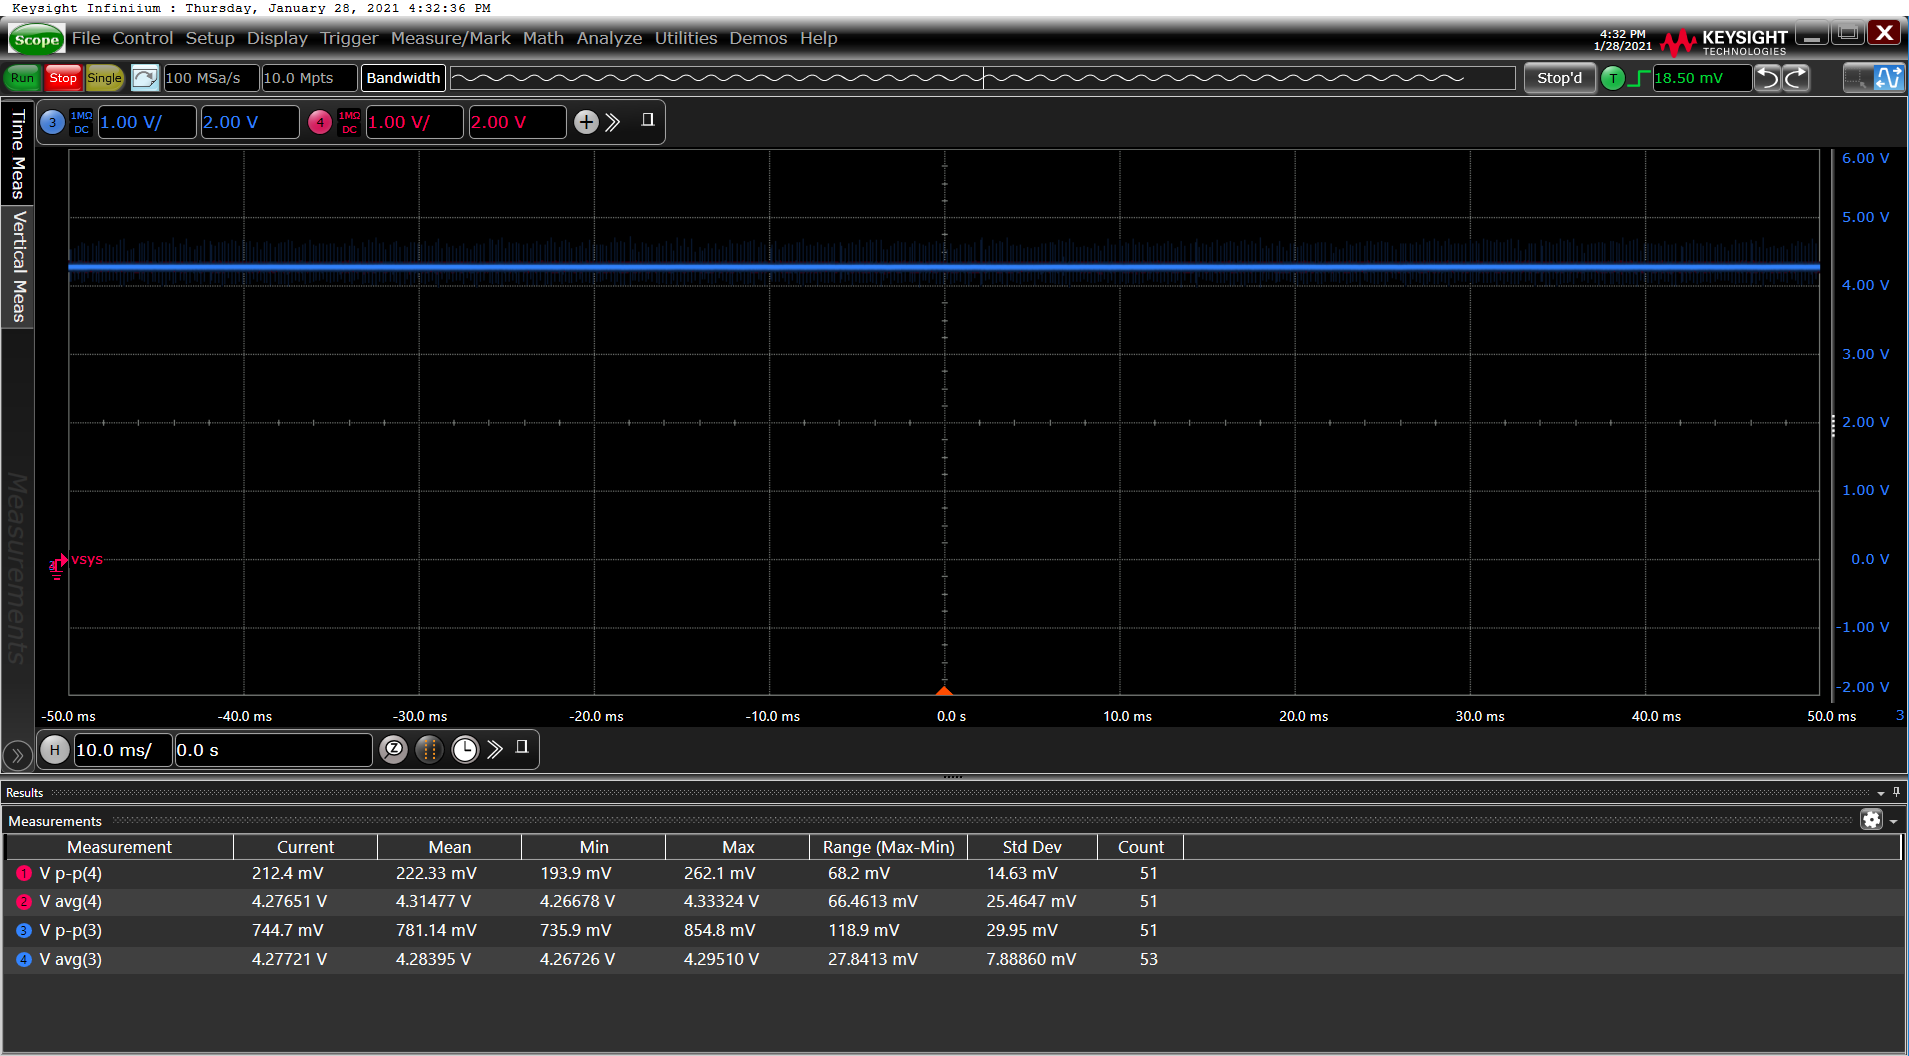 Keysight Infiniium : Thursday, January 28, 2021 4:32:36 PM
Scope File Control Setup Display Trigger Measure/Mark Math Analyze Utilities Demos Help
4:32 PM
1/28/2021
KEYSIGHT
TECHNOLOGIES
X
Run Stop Single 100 MSa/s 10.0 Mpts Bandwidth Stop'd T 18.50 mV
3 1MΩ DC 1.00 V/ 2.00 V 4 1MΩ DC 1.00 V/ 2.00 V
Time Meas
Vertical Meas
Measurements
6.00 V
5.00 V
4.00 V
3.00 V
2.00 V
1.00 V
0.0 V
-1.00 V
-2.00 V
vsys
-50.0 ms -40.0 ms -30.0 ms -20.0 ms -10.0 ms 0.0 s 10.0 ms 20.0 ms 30.0 ms 40.0 ms 50.0 ms 3
H 10.0 ms/ 0.0 s Z
Results
Measurements
Measurement Current Mean Min Max Range (Max-Min) Std Dev Count
1 V p-p(4) 212.4 mV 222.33 mV 193.9 mV 262.1 mV 68.2 mV 14.63 mV 51
2 V avg(4) 4.27651 V 4.31477 V 4.26678 V 4.33324 V 66.4613 mV 25.4647 mV 51
3 V p-p(3) 744.7 mV 781.14 mV 735.9 mV 854.8 mV 118.9 mV 29.95 mV 51
4 V avg(3) 4.27721 V 4.28395 V 4.26726 V 4.29510 V 27.8413 mV 7.88860 mV 53